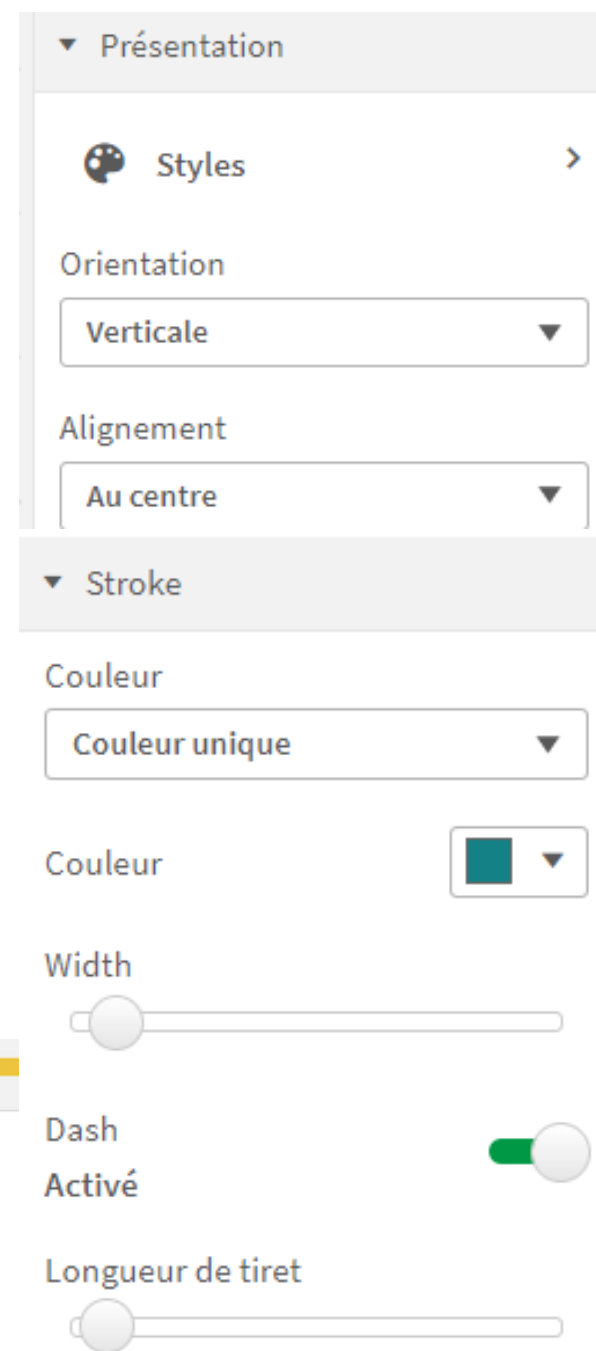 Présentation
Styles
Orientation
Verticale
Alignement
Au centre
Stroke
Couleur
Couleur unique
Couleur
Width
Dash
Activé
Longueur de tiret